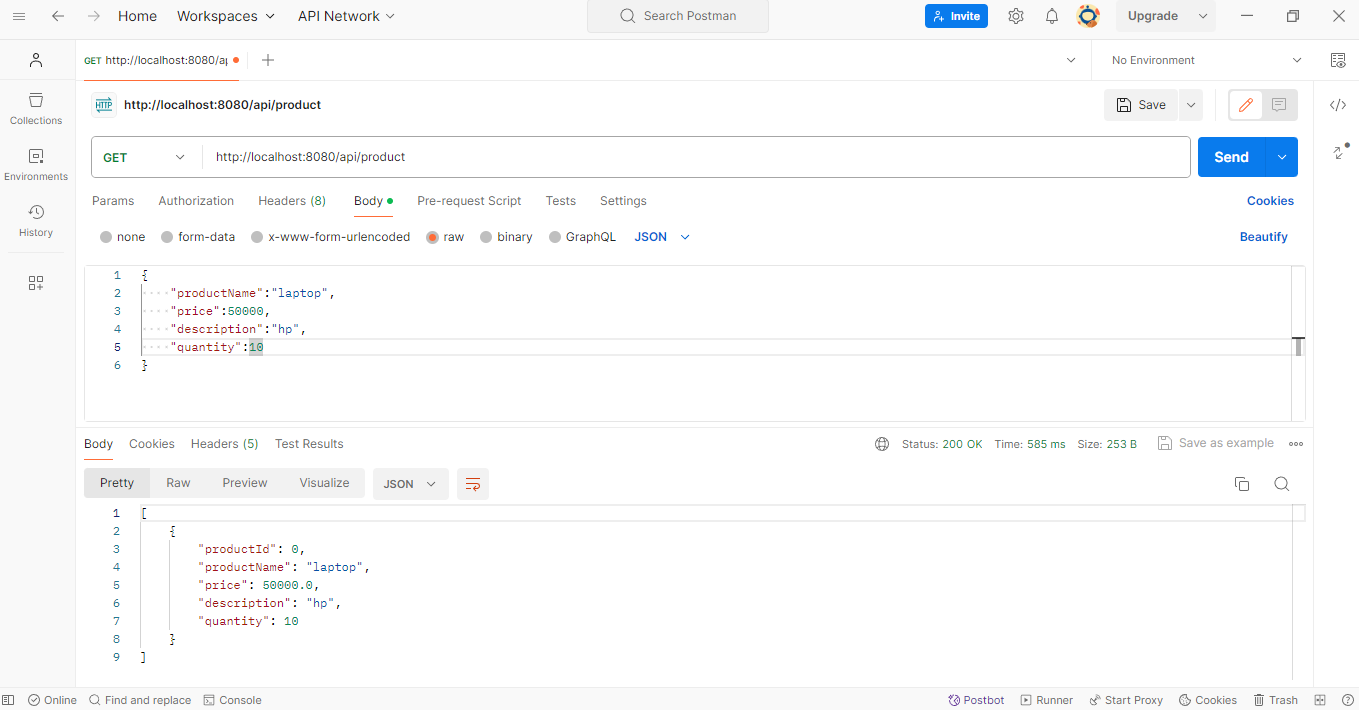 Home Workspaces API Network Search Postman Invite Upgrade
GET http://localhost:8080/ap No Environment
HTTP http://localhost:8080/api/product Save
Collections
GET http://localhost:8080/api/product Send
Environments
Params Authorization Headers (8) Body Pre-request Script Tests Settings Cookies
History
none form-data x-www-form-urlencoded raw binary GraphQL JSON Beautify
1 {
2 "productName":"laptop",
3 "price":50000,
4 "description":"hp",
5 "quantity":10
6 }
Body Cookies Headers (5) Test Results Status: 200 OK Time: 585 ms Size: 253 B Save as example
Pretty Raw Preview Visualize JSON
1 [
2 {
3 "productId": 0,
4 "productName": "laptop",
5 "price": 50000.0,
6 "description": "hp",
7 "quantity": 10
8 }
9 ]
Online Find and replace Console Postbot Runner Start Proxy Cookies Trash